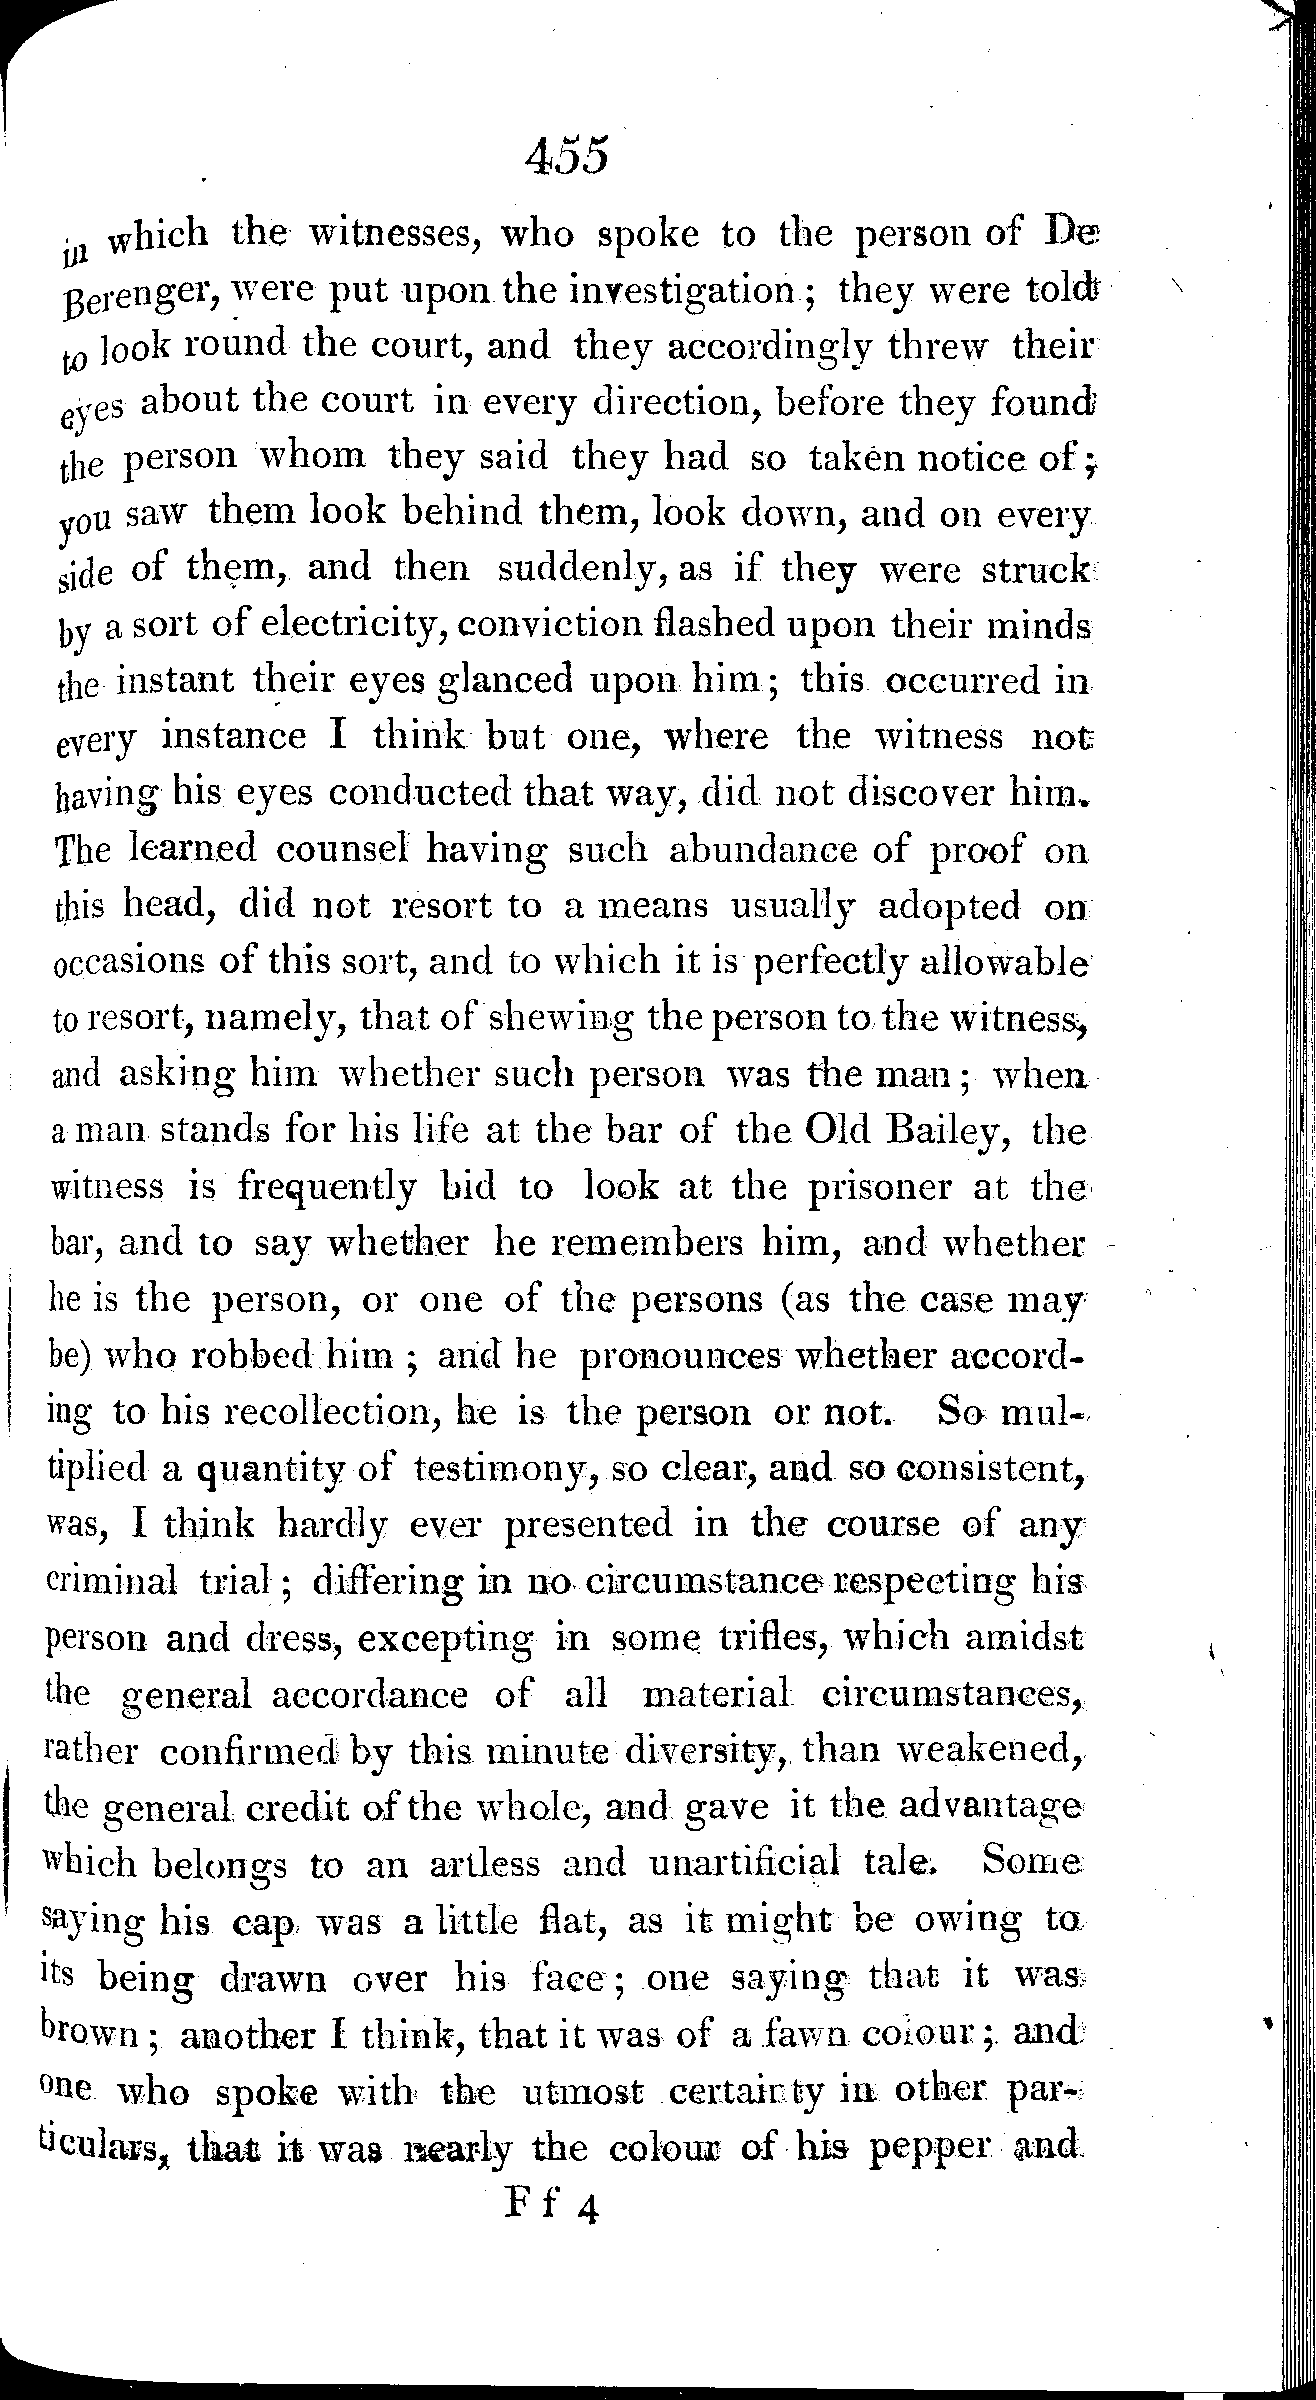 455
in which the witnesses, who spoke to the person of De
Berenger, were put upon the investigation; they were told
to look round the court, and they accordingly threw their
eyes about the court in every direction, before they found
the person whom they said they had so taken notice of;
you saw them look behind them, look down, and on every
side of them, and then suddenly, as if they were struck
by a sort of electricity, conviction flashed upon their minds
the instant their eyes glanced upon him; this occurred in
every instance I think but one, where the witness not
having his eyes conducted that way, did not discover him.
The learned counsel having such abundance of proof on
this head, did not resort to a means usually adopted on
occasions of this sort, and to which it is perfectly allowable
to resort, namely, that of shewing the person to the witness,
and asking him whether such person was the man; when
a man stands for his life at the bar of the Old Bailey, the
witness is frequently bid to look at the prisoner at the
bar, and to say whether he remembers him, and whether
he is the person, or one of the persons (as the case may
be) who robbed him; and he pronounces whether accord-
ing to his recollection, he is the person or not. So mul-
tiplied a quantity of testimony, so clear, and so consistent,
was, I think hardly ever presented in the course of any
criminal trial; differing in no circumstance respecting his
person and dress, excepting in some trifles, which amidst
the general accordance of all material circumstances,
rather confirmed by this minute diversity, than weakened,
the general credit of the whole, and gave it the advantage
which belongs to an artless and unartificial tale. Some
saying his cap was a little flat, as it might be owing to
its being drawn over his face; one saying that it was
brown; another I think, that it was of a fawn colour; and
one who spoke with the utmost certainty in other par-
ticulars, that it was nearly the colour of his pepper and
F f 4